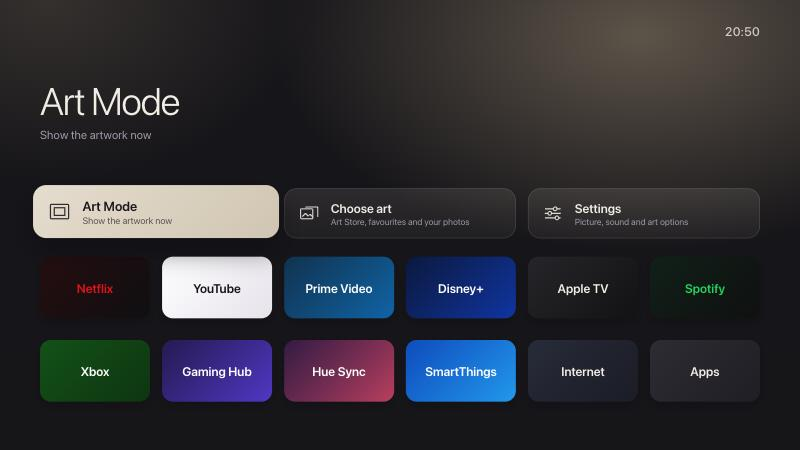 20:50
Art Mode
Show the artwork now
Art Mode
Show the artwork now
Choose art
Art Store, favourites and your photos
Settings
Picture, sound and art options
Netflix
YouTube
Prime Video
Disney+
Apple TV
Spotify
Xbox
Gaming Hub
Hue Sync
SmartThings
Internet
Apps